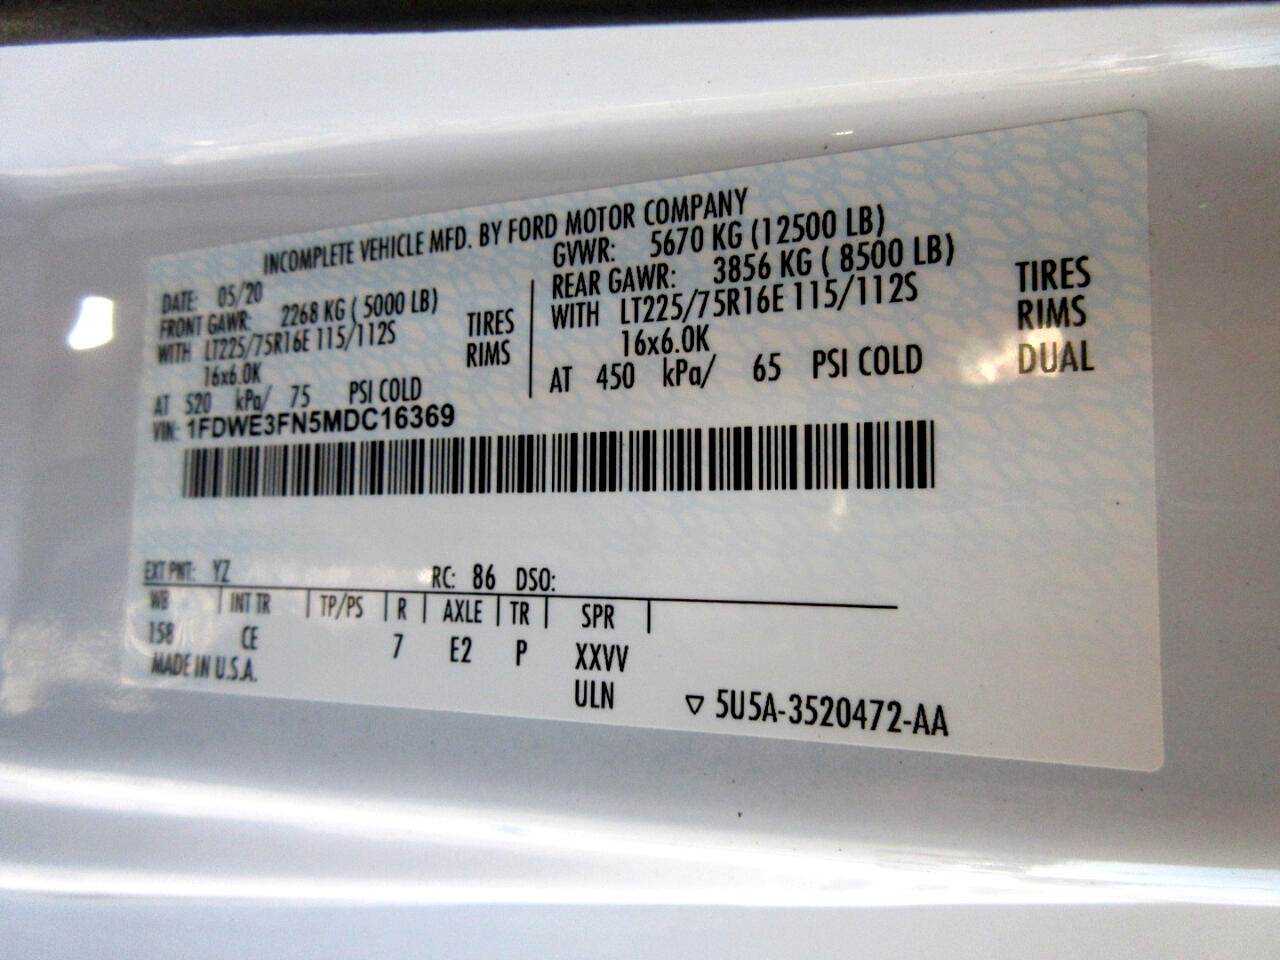 INCOMPLETE VEHICLE MFD. BY FORD MOTOR COMPANY
DATE: 05/20
FRONT GAWR: 2268 KG ( 5000 LB)
WITH LT225/75R16E 115/112S TIRES
16x6.0K RIMS
AT 520 kPa/ 75 PSI COLD
GVWR: 5670 KG (12500 LB)
REAR GAWR: 3856 KG ( 8500 LB)
WITH LT225/75R16E 115/112S TIRES
16x6.0K RIMS
AT 450 kPa/ 65 PSI COLD DUAL
VIN: 1FDWE3FN5MDC16369
EXT PNT: YZ RC: 86 DSO:
WB | INT TR | TP/PS | R | AXLE | TR | SPR |
158 CE 7 E2 P XXVV
MADE IN U.S.A. ULN
▽ 5U5A-3520472-AA